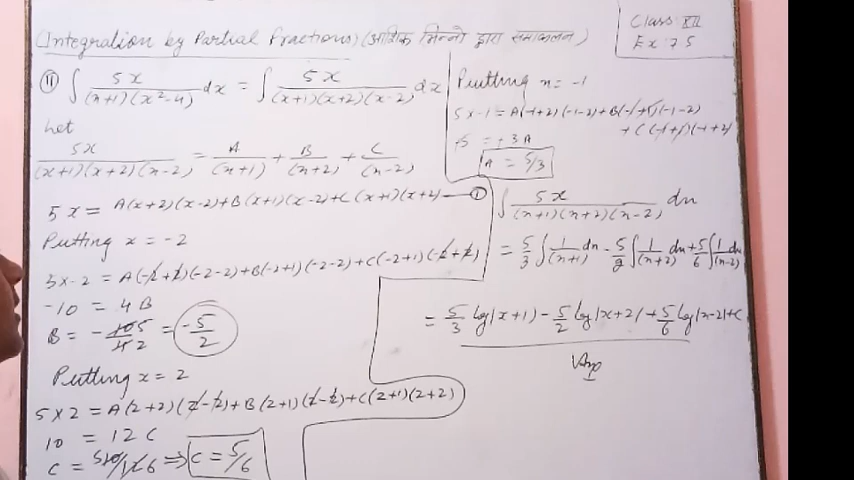 (Integration by Partial Fractions) (आंशिक भिन्नों द्वारा समाकलन)
Class XII
Ex 7.5
(11) ∫ 5x/((x+1)(x²-4)) dx = ∫ 5x/((x+1)(x+2)(x-2)) dx
Let
5x/((x+1)(x+2)(x-2)) = A/(x+1) + B/(x+2) + C/(x-2)
5x = A(x+2)(x-2)+B(x+1)(x-2)+C(x+1)(x+2) — (1)
Putting x = -2
5x-2 = A(-2+2)(-2-2)+B(-2+1)(-2-2)+C(-2+1)(-2+2)
-10 = 4B
B = -10 5/4 2 = -5/2
Putting x = 2
5×2 = A(2+2)(2-2)+B(2+1)(2-2)+C(2+1)(2+2)
10 = 12C
C = 5 10/12 6 ⇒ C = 5/6
Putting x = -1
5x-1 = A(-1+2)(-1-2)+B(-1+1)(-1-2)
+C(-1+1)(-1+2)
-5 = -3A
A = 5/3
∫ 5x/((x+1)(x+2)(x-2)) dx
= 5/3 ∫ 1/(x+1) dx - 5/2 ∫ 1/(x+2) dx + 5/6 ∫ 1/(x-2) dx
= 5/3 log|x+1) - 5/2 log|x+2| + 5/6 log|x-2|+C
Ans